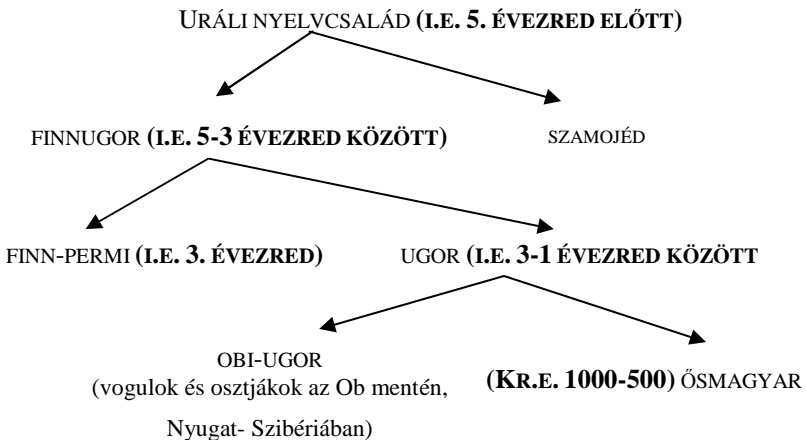 URÁLI NYELVCSALÁD (I.E. 5. ÉVEZRED ELŐTT)
FINNUGOR (I.E. 5-3 ÉVEZRED KÖZÖTT)
SZAMOJÉD
FINN-PERMI (I.E. 3. ÉVEZRED)
UGOR (I.E. 3-1 ÉVEZRED KÖZÖTT
OBI-UGOR
(vogulok és osztjákok az Ob mentén,
Nyugat- Szibériában)
(KR.E. 1000-500) ŐSMAGYAR